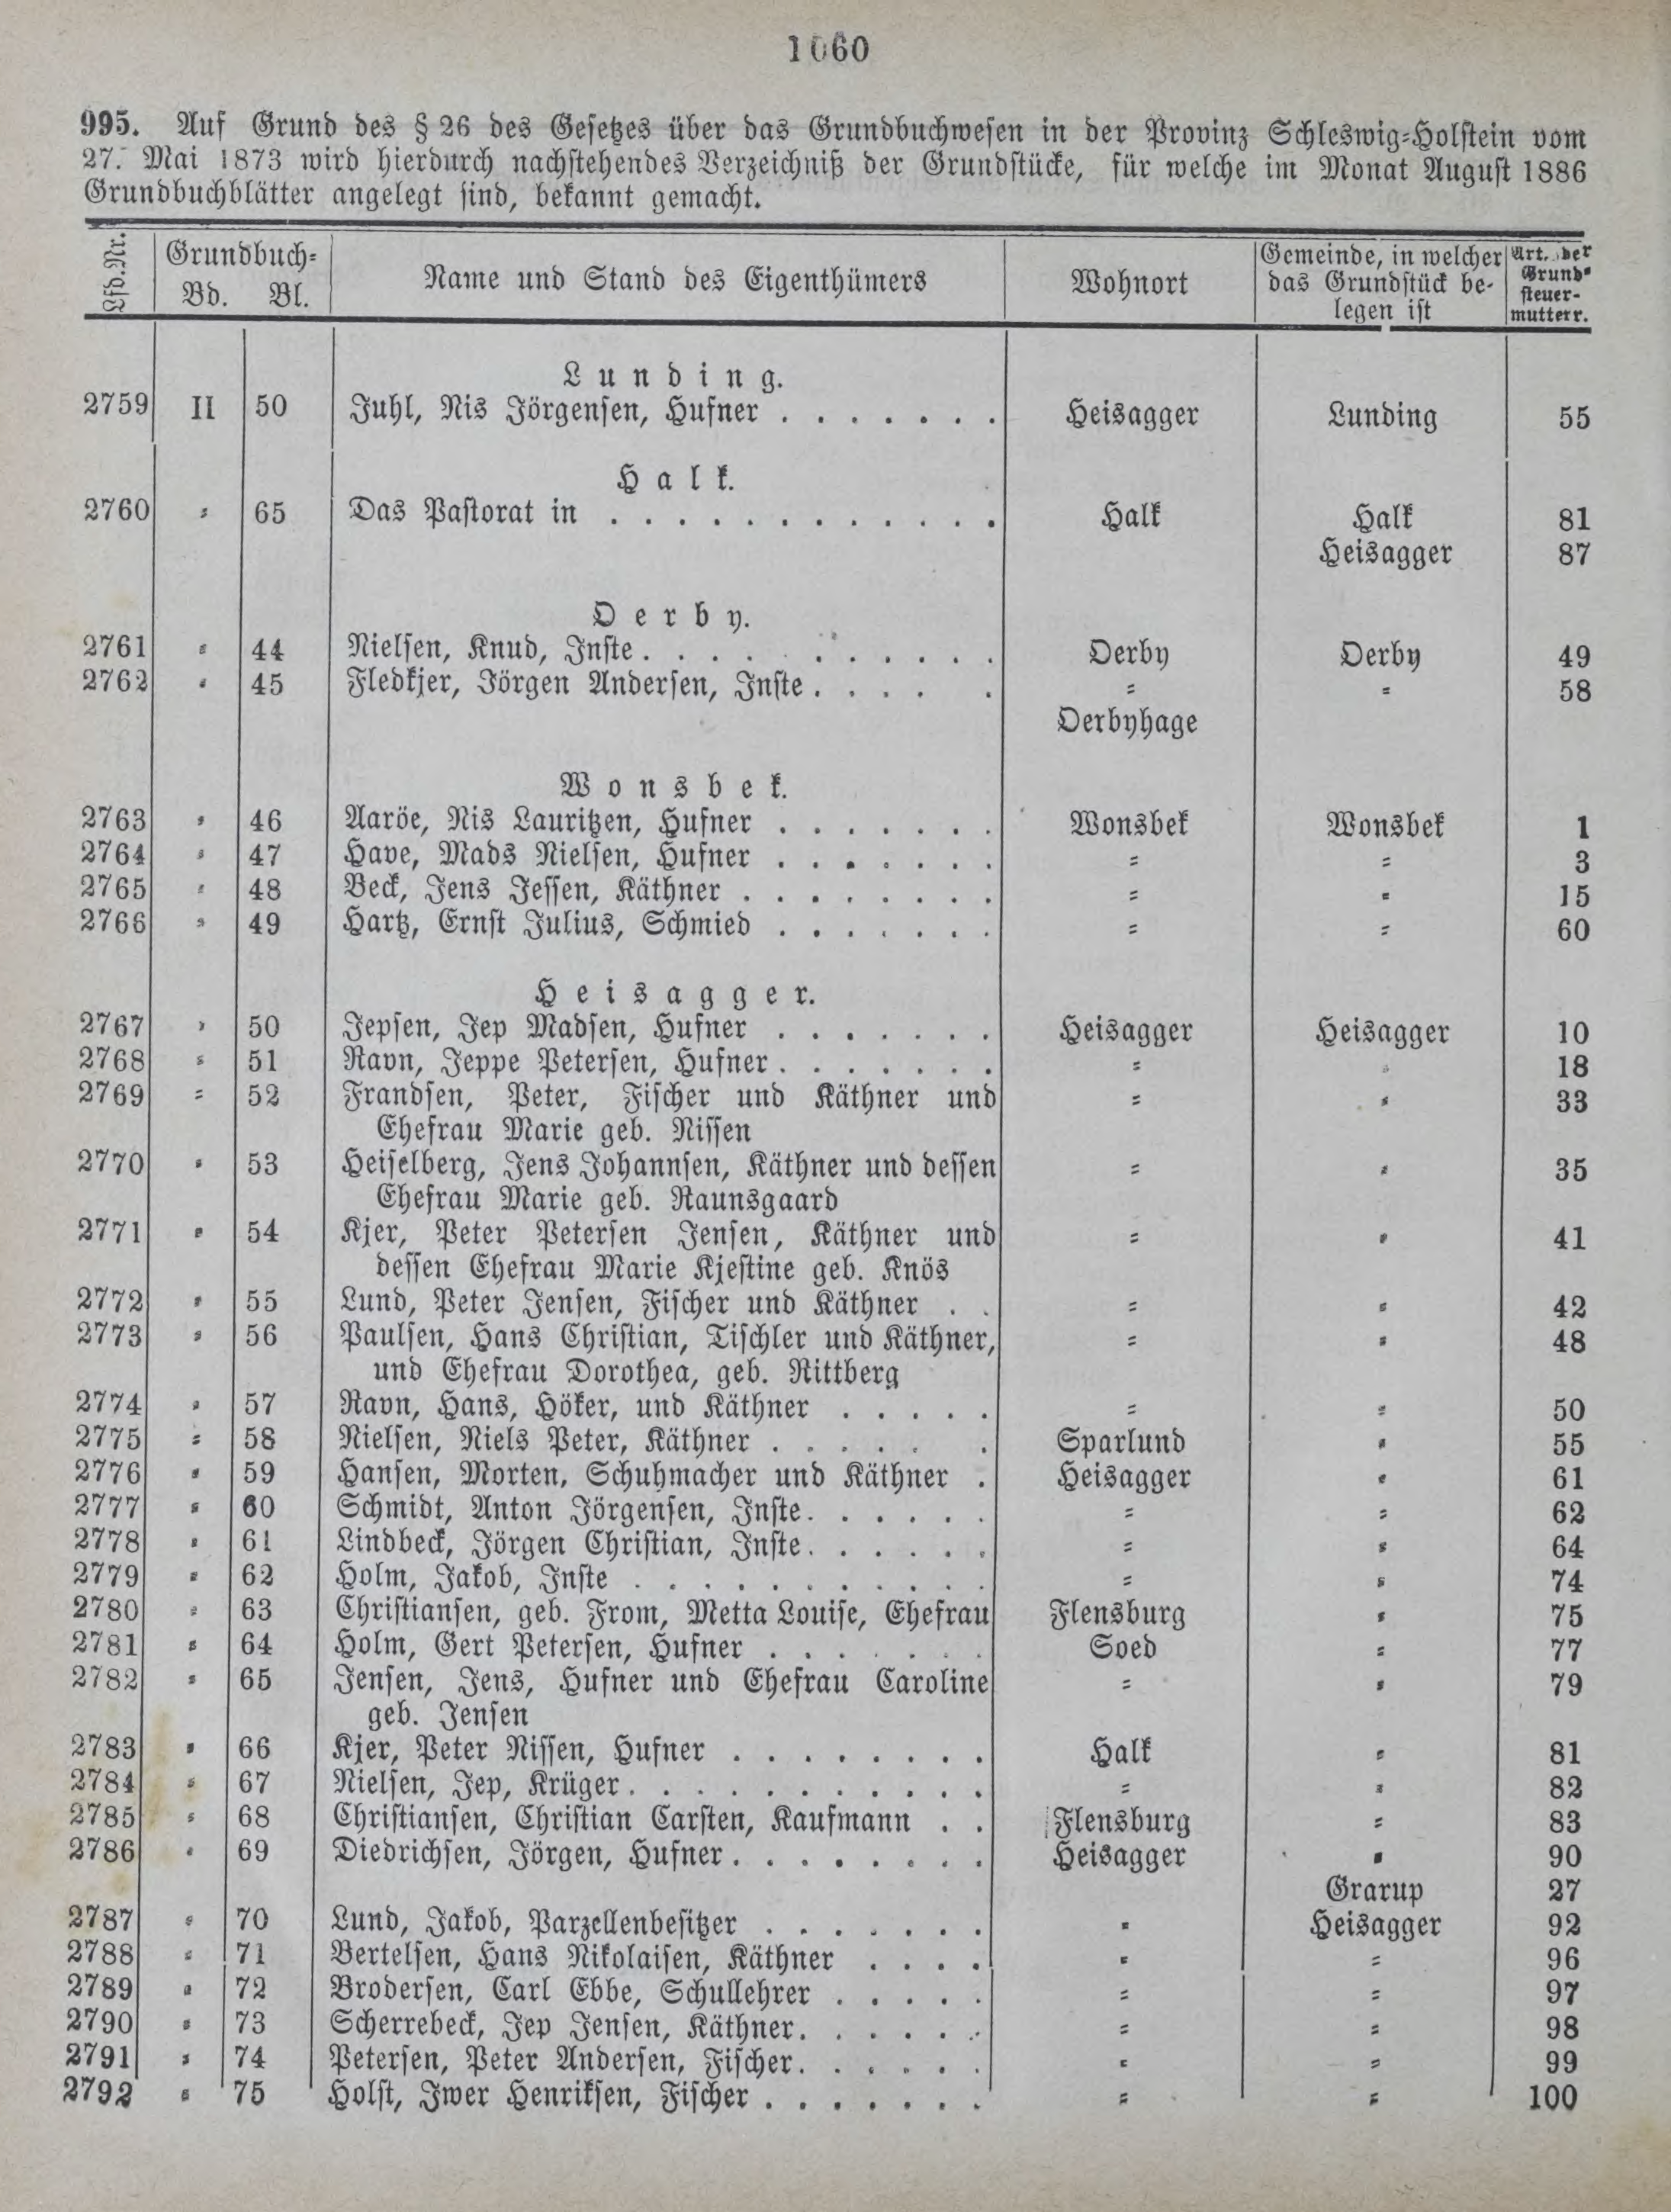 1060
995. Auf Grund des § 26 des Gesetzes über das Grundbuchwesen in der Provinz Schleswig-Holstein vom
27. Mai 1873 wird hierdurch nachstehendes Verzeichniß der Grundstücke, für welche im Monat August 1886
Grundbuchblätter angelegt sind, bekannt gemacht.
Lfd. Nr. Grundbuch- Bd. Bl. Name und Stand des Eigenthümers Wohnort Gemeinde, in welcher das Grundstück be- legen ist Art. der Grund- steuer- mutterr.
Lunding.
2759 II 50 Juhl, Nis Jörgensen, Hufner . . . . . . . Heisagger Lunding 55
Halk.
2760 " 65 Das Pastorat in . . . . . . . . . . . Halk Halk 81
Heisagger 87
Derby.
2761 " 44 Nielsen, Knud, Inste . . . . . . . . . . Derby Derby 49
2762 " 45 Fledkjer, Jörgen Andersen, Inste . . . . . " " 58
Derbyhage
Wonsbek.
2763 " 46 Aaröe, Nis Lauritzen, Hufner . . . . . . . Wonsbek Wonsbek 1
2764 " 47 Have, Mads Nielsen, Hufner . . . . . . . " " 3
2765 " 48 Beck, Jens Jessen, Käthner . . . . . . . . " " 15
2766 " 49 Hartz, Ernst Julius, Schmied . . . . . . . " " 60
Heisagger.
2767 " 50 Jepsen, Jep Madsen, Hufner . . . . . . . Heisagger Heisagger 10
2768 " 51 Ravn, Jeppe Petersen, Hufner . . . . . . . " " 18
2769 " 52 Frandsen, Peter, Fischer und Käthner und " " 33
Ehefrau Marie geb. Nissen
2770 " 53 Heiselberg, Jens Johannsen, Käthner und dessen " " 35
Ehefrau Marie geb. Raunsgaard
2771 " 54 Kjer, Peter Petersen Jensen, Käthner und " " 41
dessen Ehefrau Marie Kjestine geb. Knös
2772 " 55 Lund, Peter Jensen, Fischer und Käthner . . " " 42
2773 " 56 Paulsen, Hans Christian, Tischler und Käthner, " " 48
und Ehefrau Dorothea, geb. Rittberg
2774 " 57 Ravn, Hans, Höker, und Käthner . . . . . " " 50
2775 " 58 Nielsen, Niels Peter, Käthner . . . . . . Sparlund " 55
2776 " 59 Hansen, Morten, Schuhmacher und Käthner . Heisagger " 61
2777 " 60 Schmidt, Anton Jörgensen, Inste . . . . . . " " 62
2778 " 61 Lindbeck, Jörgen Christian, Inste . . . . . . " " 64
2779 " 62 Holm, Jakob, Inste . . . . . . . . . . " " 74
2780 " 63 Christiansen, geb. From, Metta Louise, Ehefrau Flensburg " 75
2781 " 64 Holm, Gert Petersen, Hufner . . . . . . . Soed " 77
2782 " 65 Jensen, Jens, Hufner und Ehefrau Caroline " " 79
geb. Jensen
2783 " 66 Kjer, Peter Nissen, Hufner . . . . . . . . Halk " 81
2784 " 67 Nielsen, Jep, Krüger . . . . . . . . . . " " 82
2785 " 68 Christiansen, Christian Carsten, Kaufmann . . Flensburg " 83
2786 " 69 Diedrichsen, Jörgen, Hufner . . . . . . . . Heisagger " 90
Grarup 27
2787 " 70 Lund, Jakob, Parzellenbesitzer . . . . . . . " Heisagger 92
2788 " 71 Bertelsen, Hans Nikolaisen, Käthner . . . . " " 96
2789 " 72 Brodersen, Carl Ebbe, Schullehrer . . . . . " " 97
2790 " 73 Scherrebeck, Jep Jensen, Käthner . . . . . . " " 98
2791 " 74 Petersen, Peter Andersen, Fischer . . . . . . " " 99
2792 " 75 Holst, Iwer Henriksen, Fischer . . . . . . . " " 100